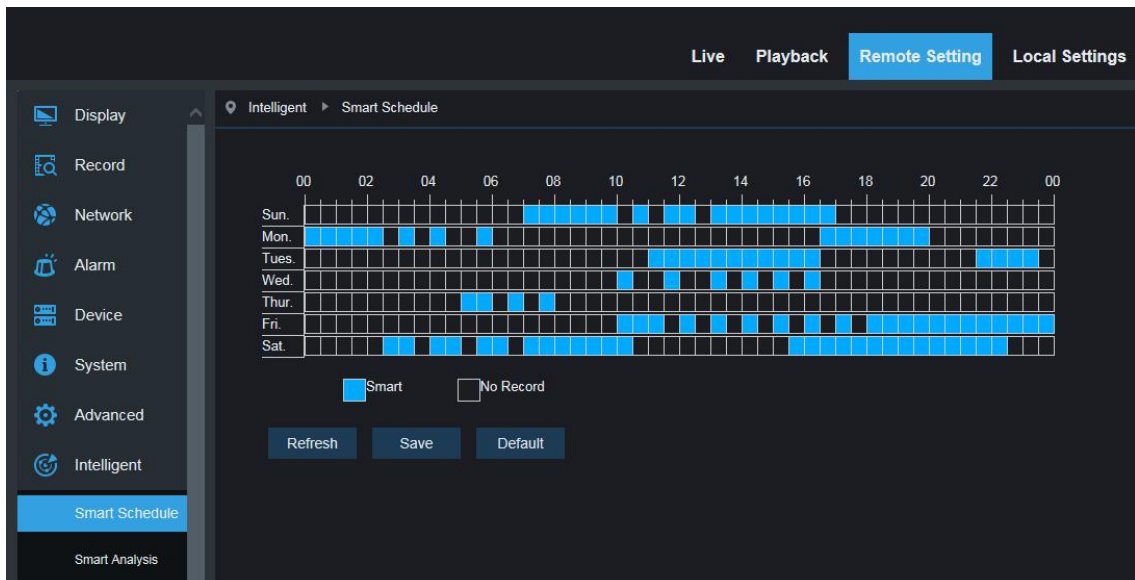 Live Playback Remote Setting Local Settings
Display
Intelligent Smart Schedule
Record
Network
Alarm
Device
System
Advanced
Intelligent
Smart Schedule
Smart Analysis
00 02 04 06 08 10 12 14 16 18 20 22 00
Sun.
Mon.
Tues.
Wed.
Thur.
Fri.
Sat.
Smart No Record
Refresh Save Default